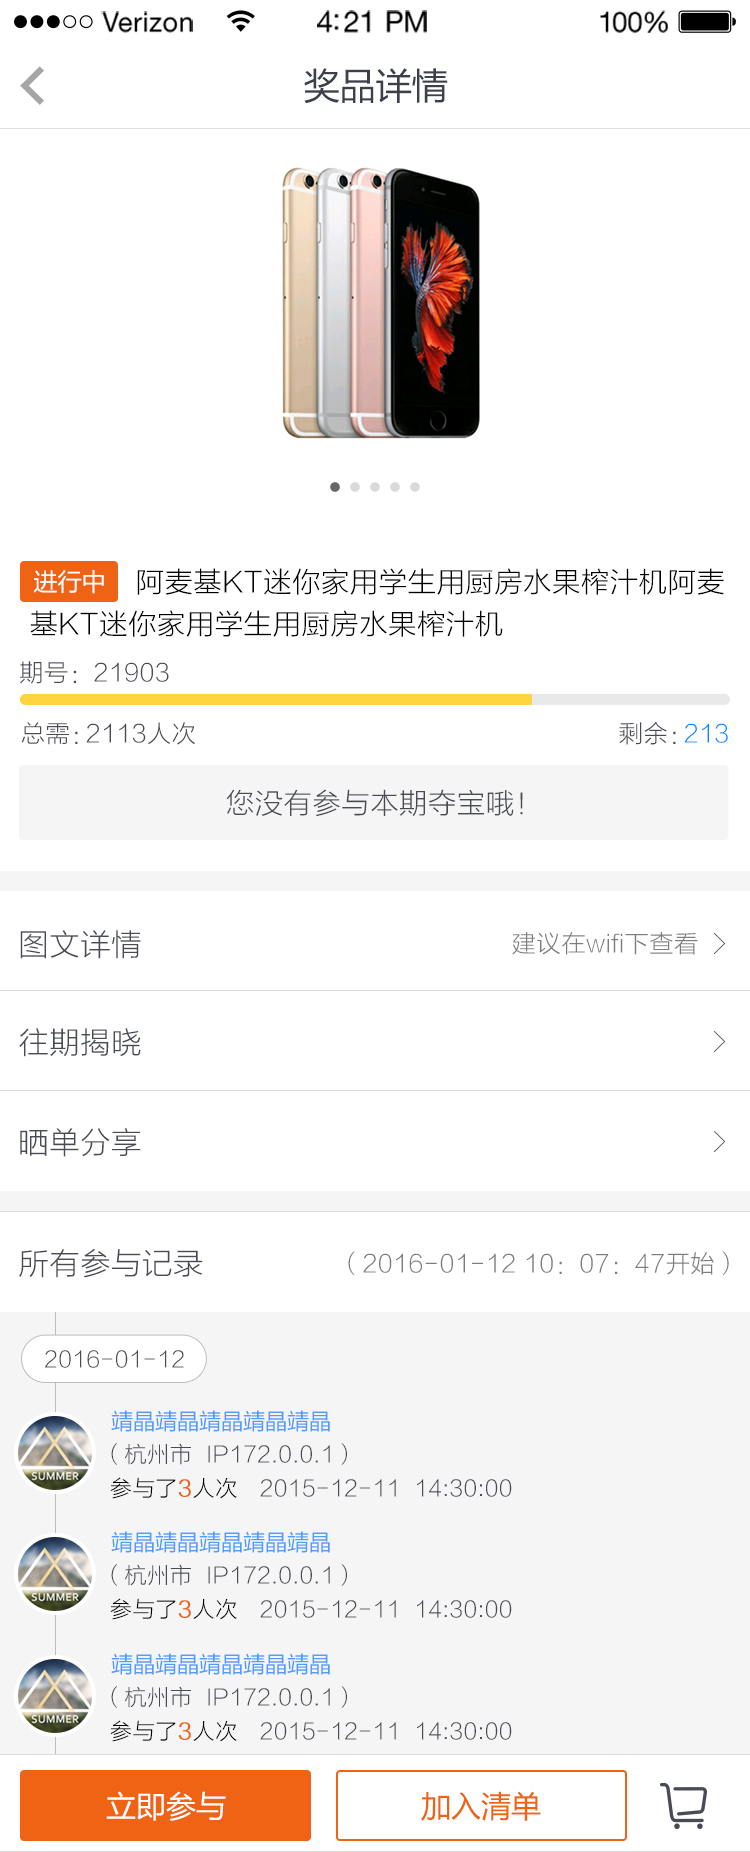 Verizon 4:21 PM 100%
奖品详情
进行中 阿麦基KT迷你家用学生用厨房水果榨汁机阿麦
基KT迷你家用学生用厨房水果榨汁机
期号：21903
总需:2113人次 剩余:213
您没有参与本期夺宝哦！
图文详情 建议在wifi下查看
往期揭晓
晒单分享
所有参与记录 （2016-01-12 10：07：47开始）
2016-01-12
靖晶靖晶靖晶靖晶靖晶
（杭州市 IP172.0.0.1）
SUMMER
参与了3人次 2015-12-11 14:30:00
靖晶靖晶靖晶靖晶靖晶
（杭州市 IP172.0.0.1）
SUMMER
参与了3人次 2015-12-11 14:30:00
靖晶靖晶靖晶靖晶靖晶
（杭州市 IP172.0.0.1）
SUMMER
参与了3人次 2015-12-11 14:30:00
立即参与 加入清单